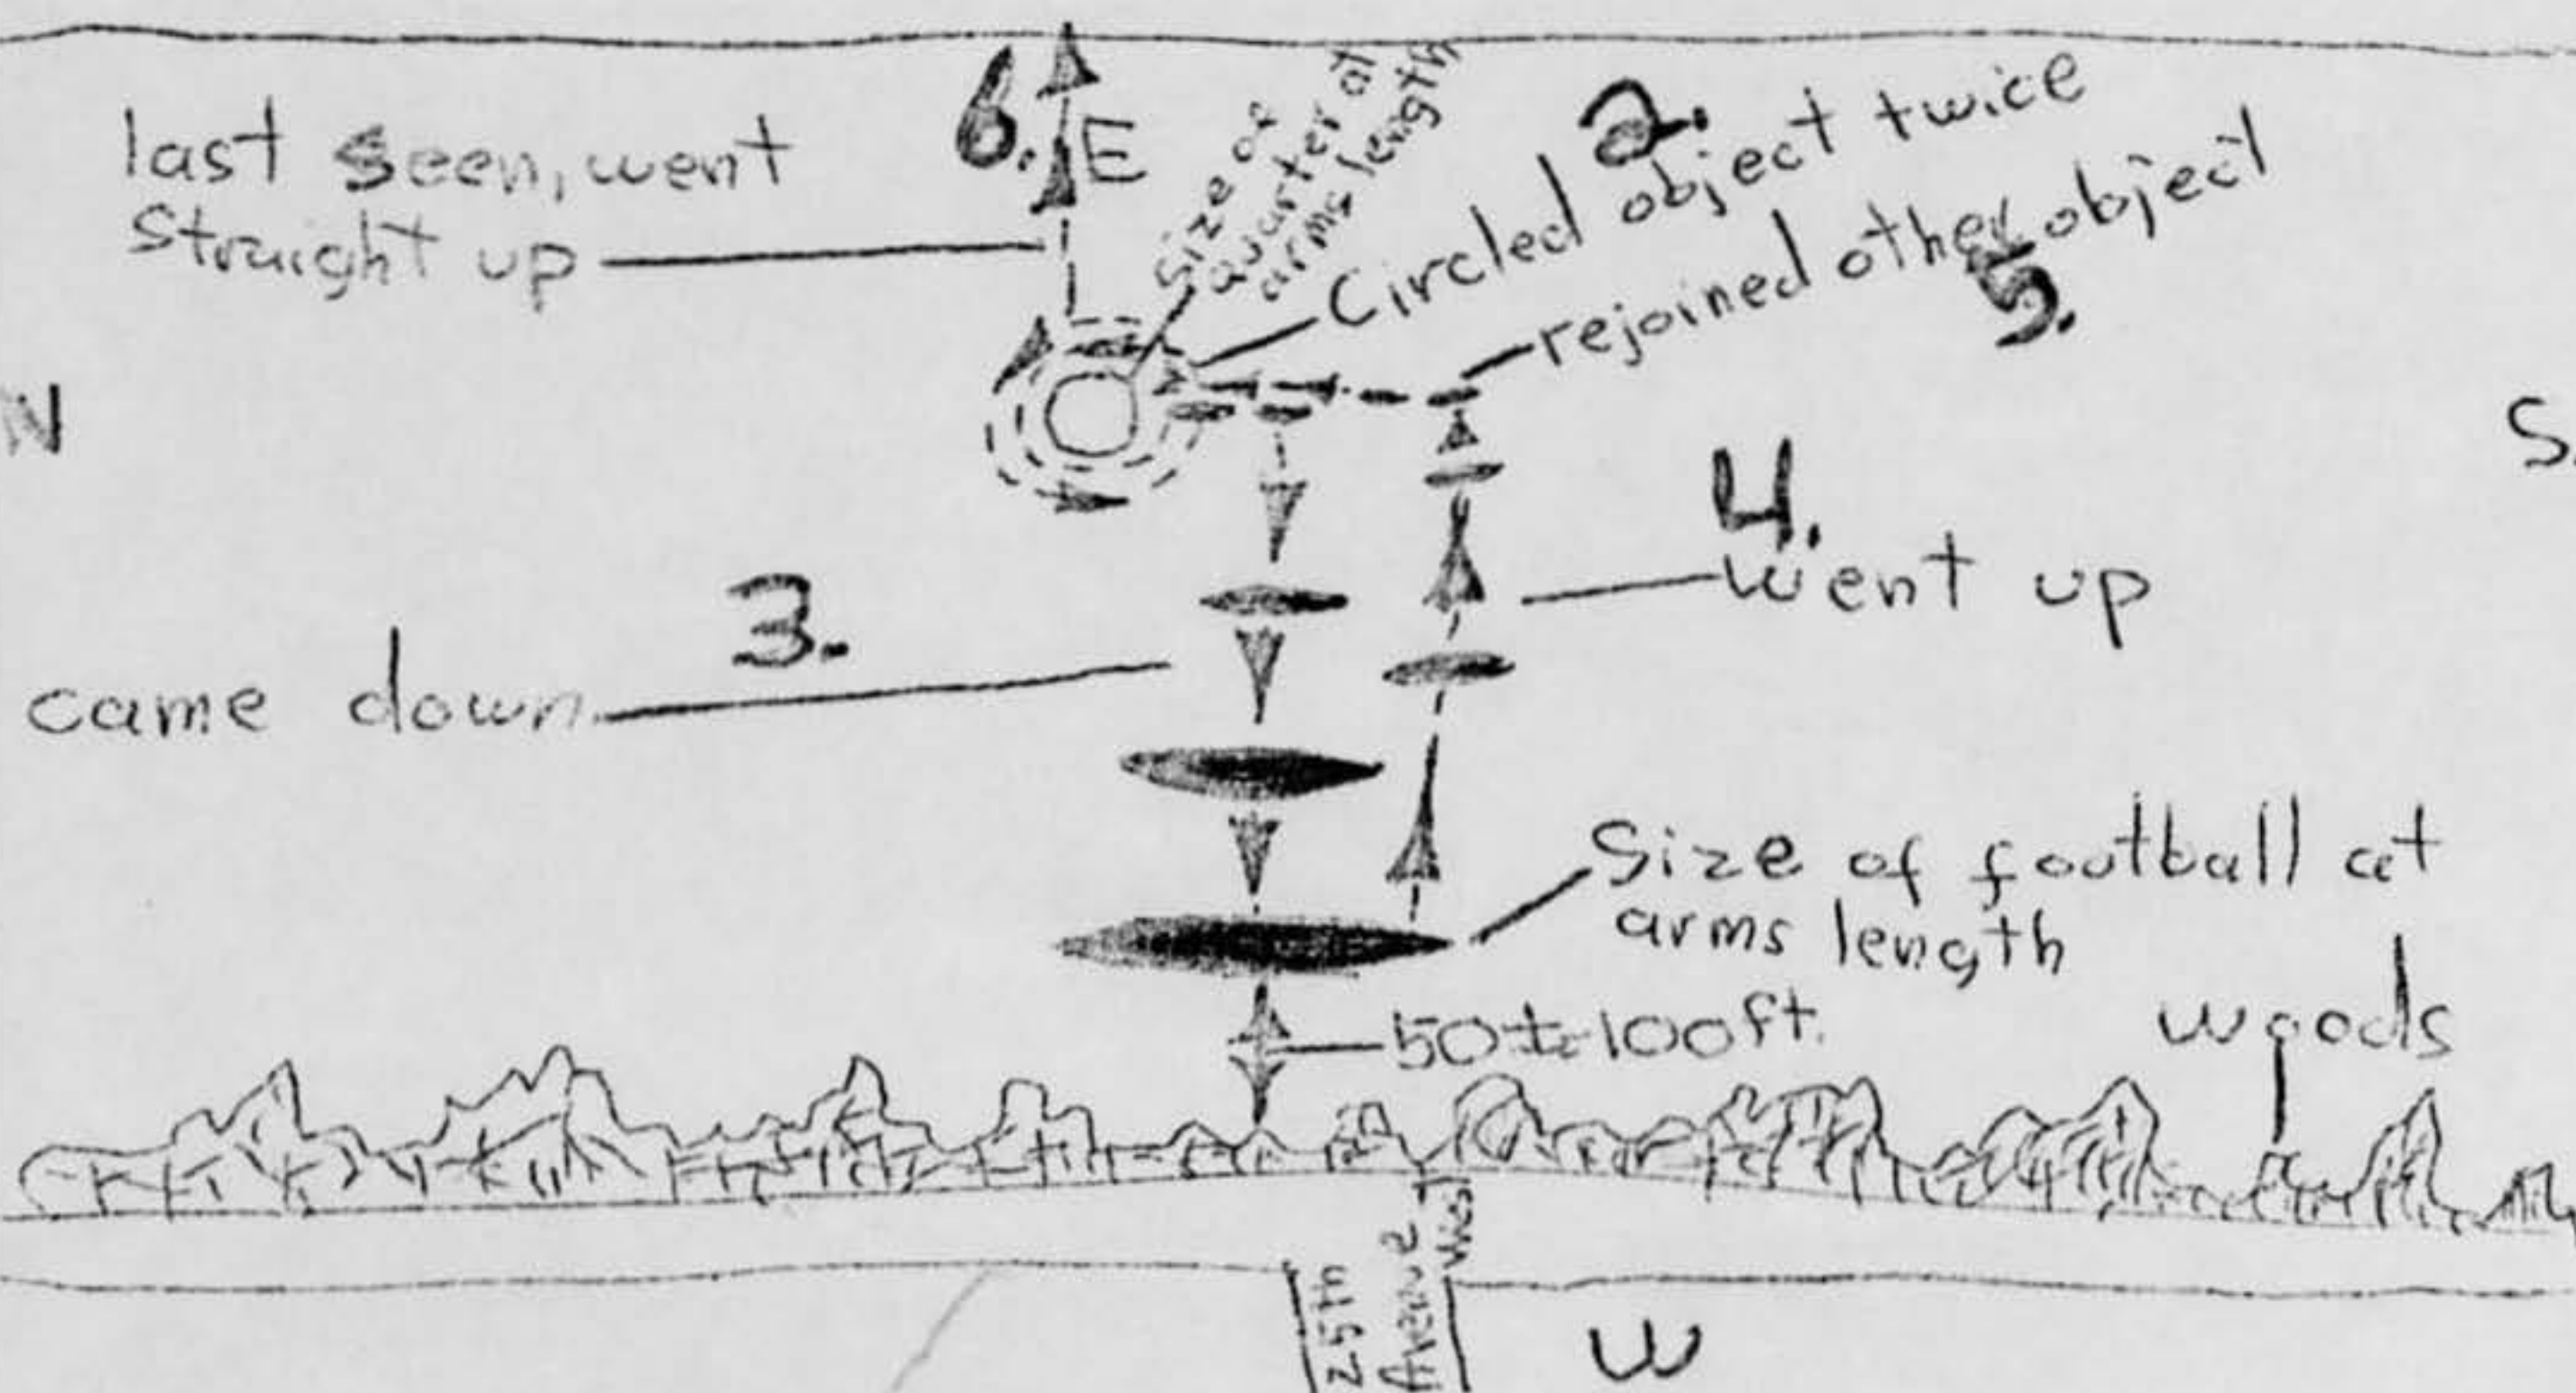 6.
E
last seen, went
straight up
Size of
quarter at
arms length
2.
Circled object twice
rejoined other object
5.
N
S
4.
went up
3.
came down
Size of football at
arms length
50 to 100 ft.
woods
25th
Avenue
West
W